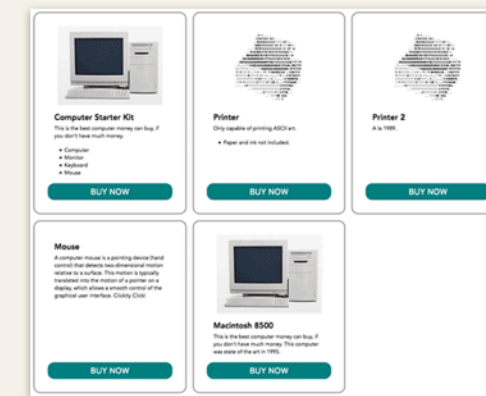 Computer Starter Kit
This is the best computer money can buy, if
you don't have much money.
• Computer
• Monitor
• Keyboard
• Mouse
BUY NOW
Printer
Only capable of printing ASCII art.
• Paper and ink not included.
BUY NOW
Printer 2
A la 1989.
BUY NOW
Mouse
A computer mouse is a pointing device (hand
control) that detects two-dimensional motion
relative to a surface. This motion is typically
translated into the motion of a pointer on a
display, which allows a smooth control of the
graphical user interface. Clickity Click!
BUY NOW
Macintosh 8500
This is the best computer money can buy, if
you don't have much money. This computer
was state of the art in 1995.
BUY NOW